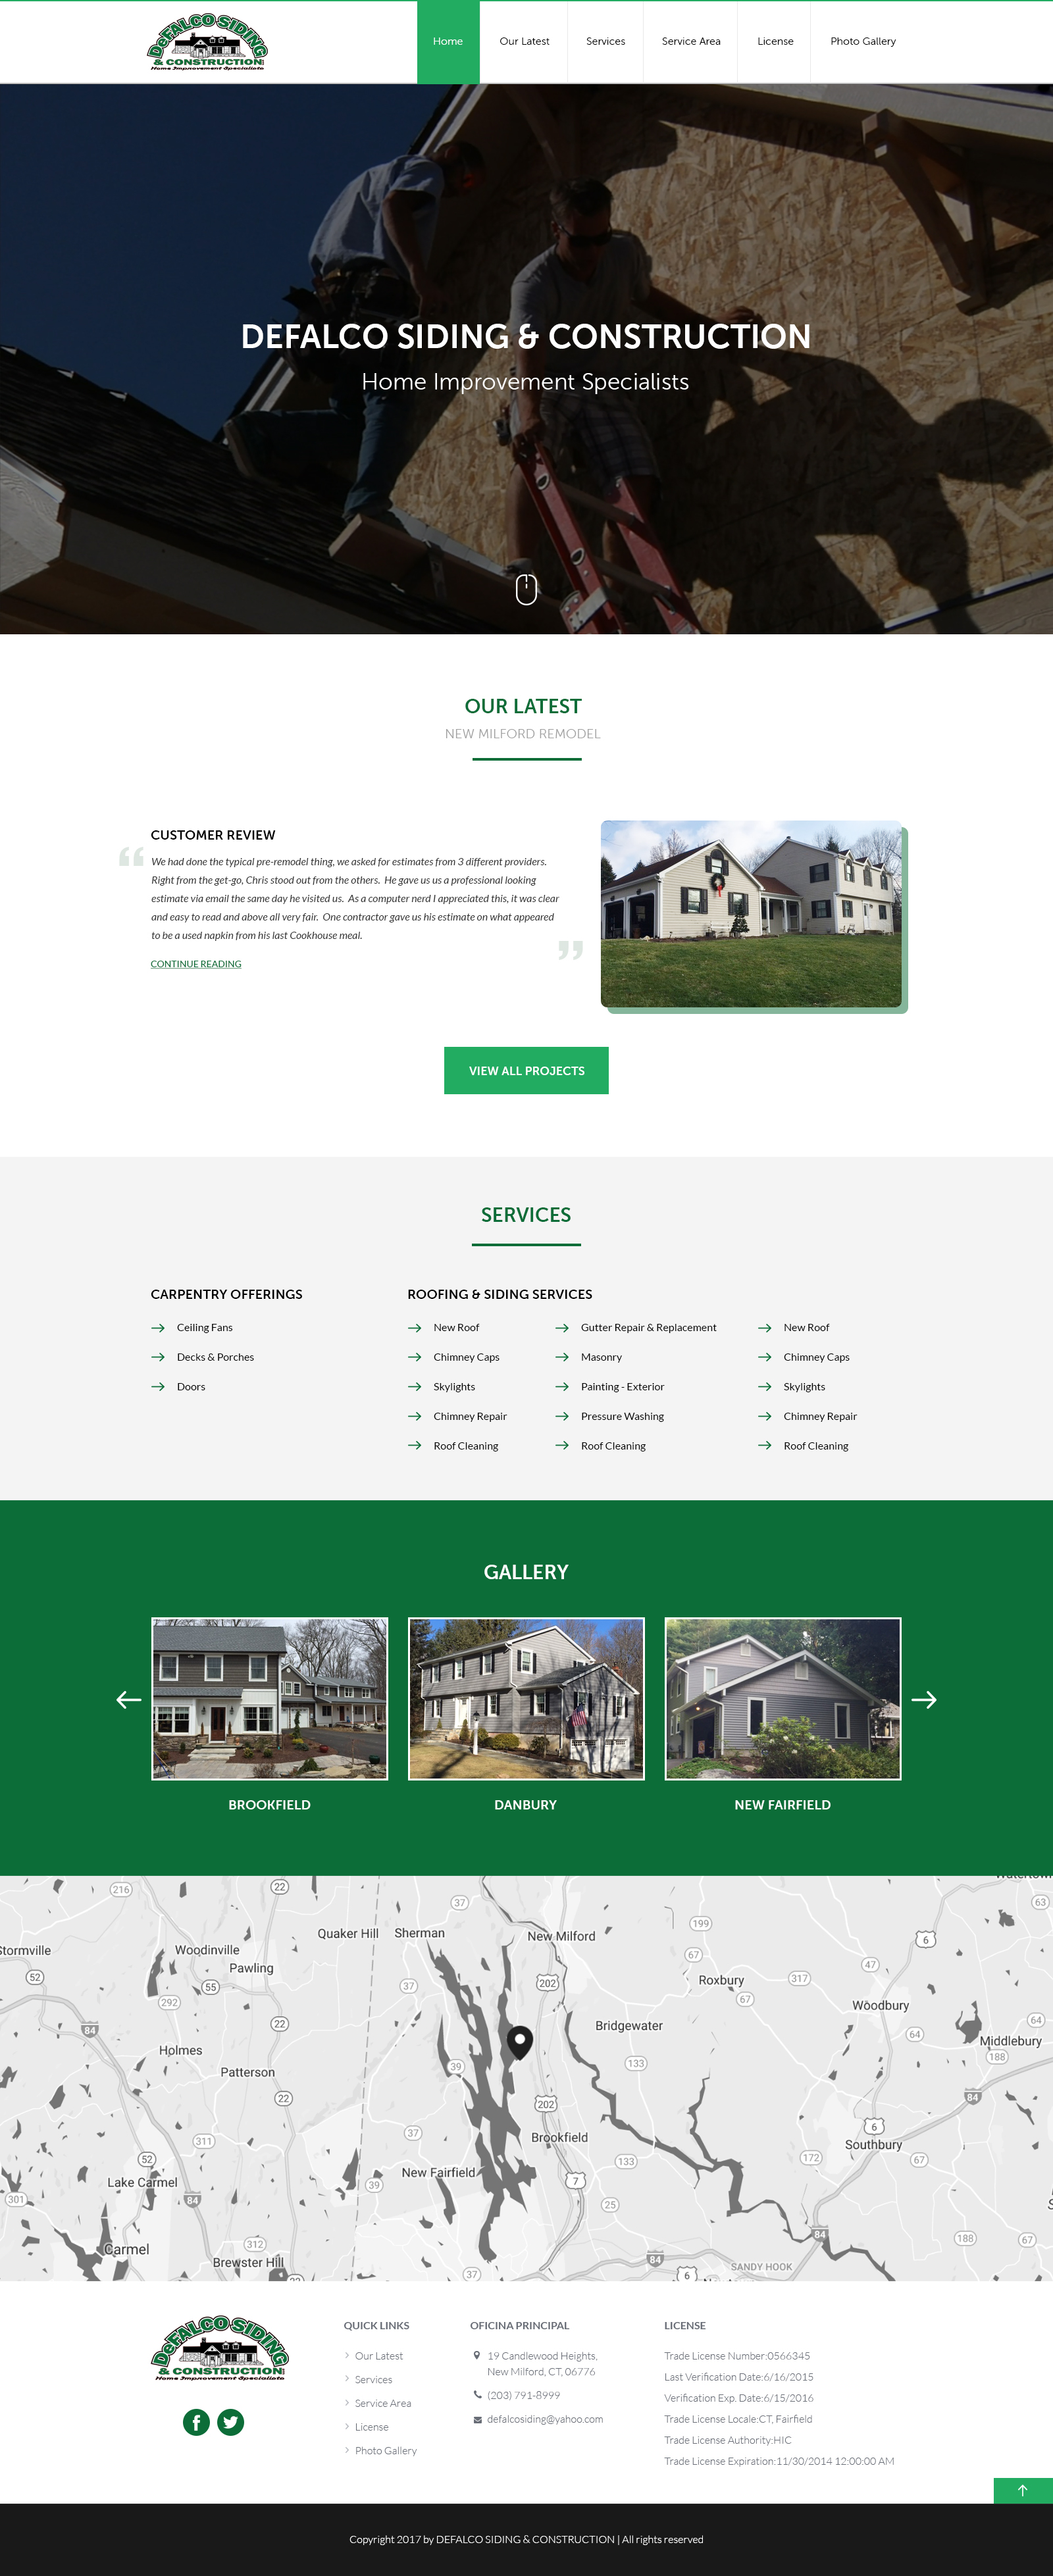 DeFALCO SIDING
& CONSTRUCTION
Home Improvement Specialists
Home
Our Latest
Services
Service Area
License
Photo Gallery
DEFALCO SIDING & CONSTRUCTION
Home Improvement Specialists
OUR LATEST
NEW MILFORD REMODEL
CUSTOMER REVIEW
“
We had done the typical pre-remodel thing, we asked for estimates from 3 different providers.
Right from the get-go, Chris stood out from the others. He gave us us a professional looking
estimate via email the same day he visited us. As a computer nerd I appreciated this, it was clear
and easy to read and above all very fair. One contractor gave us his estimate on what appeared
to be a used napkin from his last Cookhouse meal.
”
CONTINUE READING
VIEW ALL PROJECTS
SERVICES
CARPENTRY OFFERINGS
Ceiling Fans
Decks & Porches
Doors
ROOFING & SIDING SERVICES
New Roof
Chimney Caps
Skylights
Chimney Repair
Roof Cleaning
Gutter Repair & Replacement
Masonry
Painting - Exterior
Pressure Washing
Roof Cleaning
New Roof
Chimney Caps
Skylights
Chimney Repair
Roof Cleaning
GALLERY
BROOKFIELD
DANBURY
NEW FAIRFIELD
216
22
37
63
Quaker Hill
Sherman
New Milford
199
6
Stormville
Woodinville
67
47
Pawling
52
55
37
202
Roxbury
317
292
67
Woodbury
84
22
Bridgewater
64
64
Middlebury
Holmes
39
133
188
Patterson
22
202
84
37
6
311
Brookfield
Southbury
52
133
172
67
Lake Carmel
New Fairfield
39
7
301
84
25
84
188
67
Carmel
312
Brewster Hill
84
SANDY HOOK
37
6
22
DeFALCO SIDING
& CONSTRUCTION
Home Improvement Specialists
QUICK LINKS
Our Latest
Services
Service Area
License
Photo Gallery
OFICINA PRINCIPAL
19 Candlewood Heights,
New Milford, CT, 06776
(203) 791-8999
defalcosiding@yahoo.com
LICENSE
Trade License Number:0566345
Last Verification Date:6/16/2015
Verification Exp. Date:6/15/2016
Trade License Locale:CT, Fairfield
Trade License Authority:HIC
Trade License Expiration:11/30/2014 12:00:00 AM
Copyright 2017 by DEFALCO SIDING & CONSTRUCTION | All rights reserved